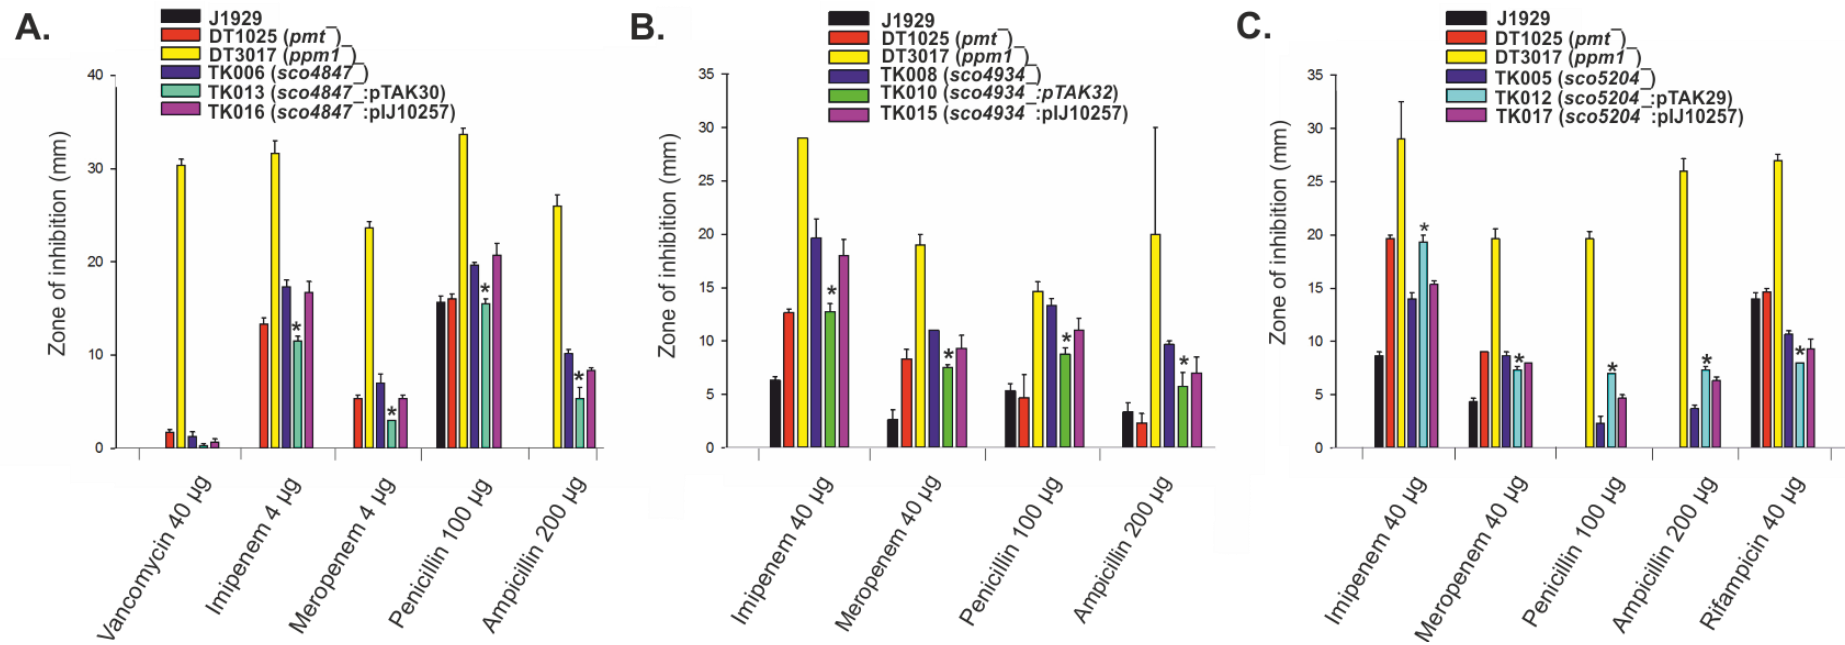 A.
J1929
DT1025 (pmt¯)
DT3017 (ppm1¯)
TK006 (sco4847¯)
TK013 (sco4847¯:pTAK30)
TK016 (sco4847¯:pIJ10257)
Zone of inhibition (mm)
40
30
20
10
0
*
*
*
*
Vancomycin 40 µg
Imipenem 4 µg
Meropenem 4 µg
Penicillin 100 µg
Ampicillin 200 µg
B.
J1929
DT1025 (pmt¯)
DT3017 (ppm1¯)
TK008 (sco4934¯)
TK010 (sco4934¯:pTAK32)
TK015 (sco4934¯:pIJ10257)
Zone of inhibition (mm)
35
30
25
20
15
10
5
0
*
*
*
*
Imipenem 40 µg
Meropenem 40 µg
Penicillin 100 µg
Ampicillin 200 µg
C.
J1929
DT1025 (pmt¯)
DT3017 (ppm1¯)
TK005 (sco5204¯)
TK012 (sco5204¯:pTAK29)
TK017 (sco5204¯:pIJ10257)
Zone of inhibition (mm)
35
30
25
20
15
10
5
0
*
*
*
*
*
Imipenem 40 µg
Meropenem 40 µg
Penicillin 100 µg
Ampicillin 200 µg
Rifampicin 40 µg